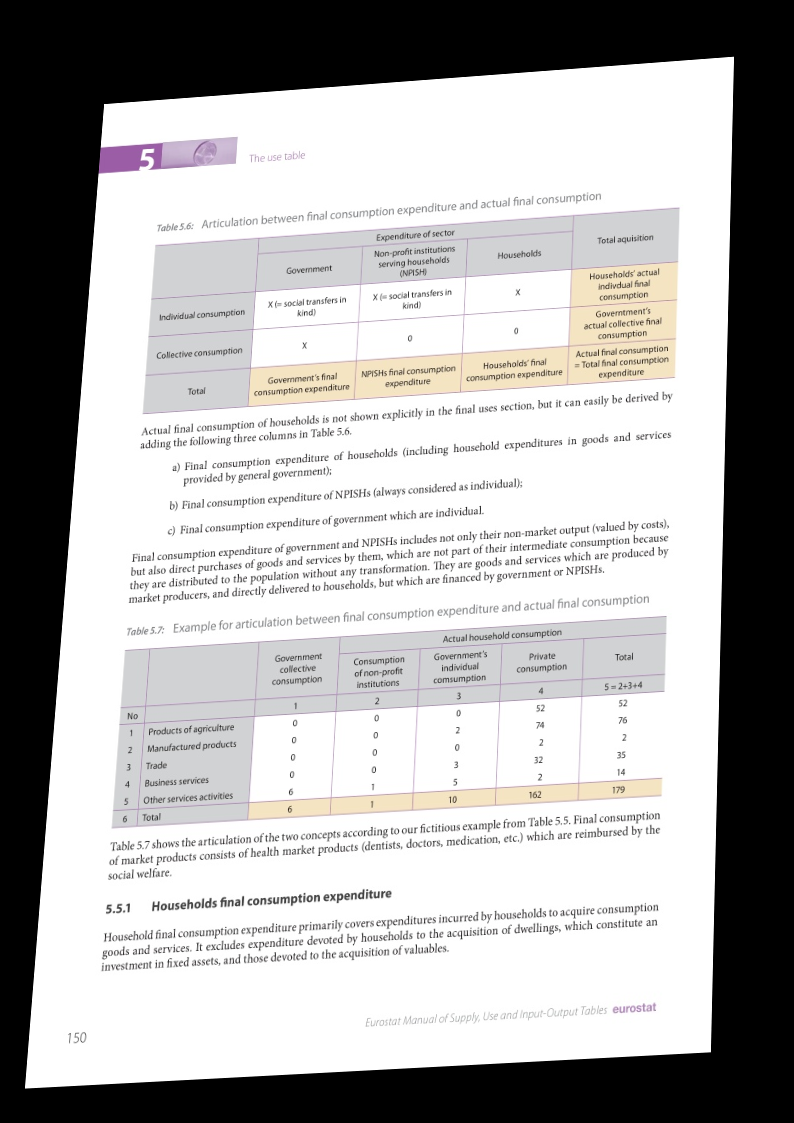 5
The use table
Table 5.6: Articulation between final consumption expenditure and actual final consumption
Expenditure of sector
Total aquisition
Government
Non-profit institutions
serving households
(NPISH)
Households
Individual consumption
X (= social transfers in
kind)
X (= social transfers in
kind)
X
Households' actual
indivdual final
consumption
Collective consumption
X
0
0
Governtment's
actual collective final
consumption
Total
Government's final
consumption expenditure
NPISHs final consumption
expenditure
Households' final
consumption expenditure
Actual final consumption
= Total final consumption
expenditure
Actual final consumption of households is not shown explicitly in the final uses section, but it can easily be derived by
adding the following three columns in Table 5.6.
a) Final consumption expenditure of households (including household expenditures in goods and services
provided by general government);
b) Final consumption expenditure of NPISHs (always considered as individual);
c) Final consumption expenditure of government which are individual.
Final consumption expenditure of government and NPISHs includes not only their non-market output (valued by costs),
but also direct purchases of goods and services by them, which are not part of their intermediate consumption because
they are distributed to the population without any transformation. They are goods and services which are produced by
market producers, and directly delivered to households, but which are financed by government or NPISHs.
Table 5.7: Example for articulation between final consumption expenditure and actual final consumption
Government
collective
consumption
Actual household consumption
Consumption
of non-profit
institutions
Government's
individual
comsumption
Private
consumption
Total
No
1
2
3
4
5 = 2+3+4
1 Products of agriculture 0 0 0 52 52
2 Manufactured products 0 0 2 74 76
3 Trade 0 0 0 2 2
4 Business services 0 0 3 32 35
5 Other services activities 6 1 5 2 14
6 Total 6 1 10 162 179
Table 5.7 shows the articulation of the two concepts according to our fictitious example from Table 5.5. Final consumption
of market products consists of health market products (dentists, doctors, medication, etc.) which are reimbursed by the
social welfare.
5.5.1 Households final consumption expenditure
Household final consumption expenditure primarily covers expenditures incurred by households to acquire consumption
goods and services. It excludes expenditure devoted by households to the acquisition of dwellings, which constitute an
investment in fixed assets, and those devoted to the acquisition of valuables.
150
Eurostat Manual of Supply, Use and Input-Output Tables eurostat